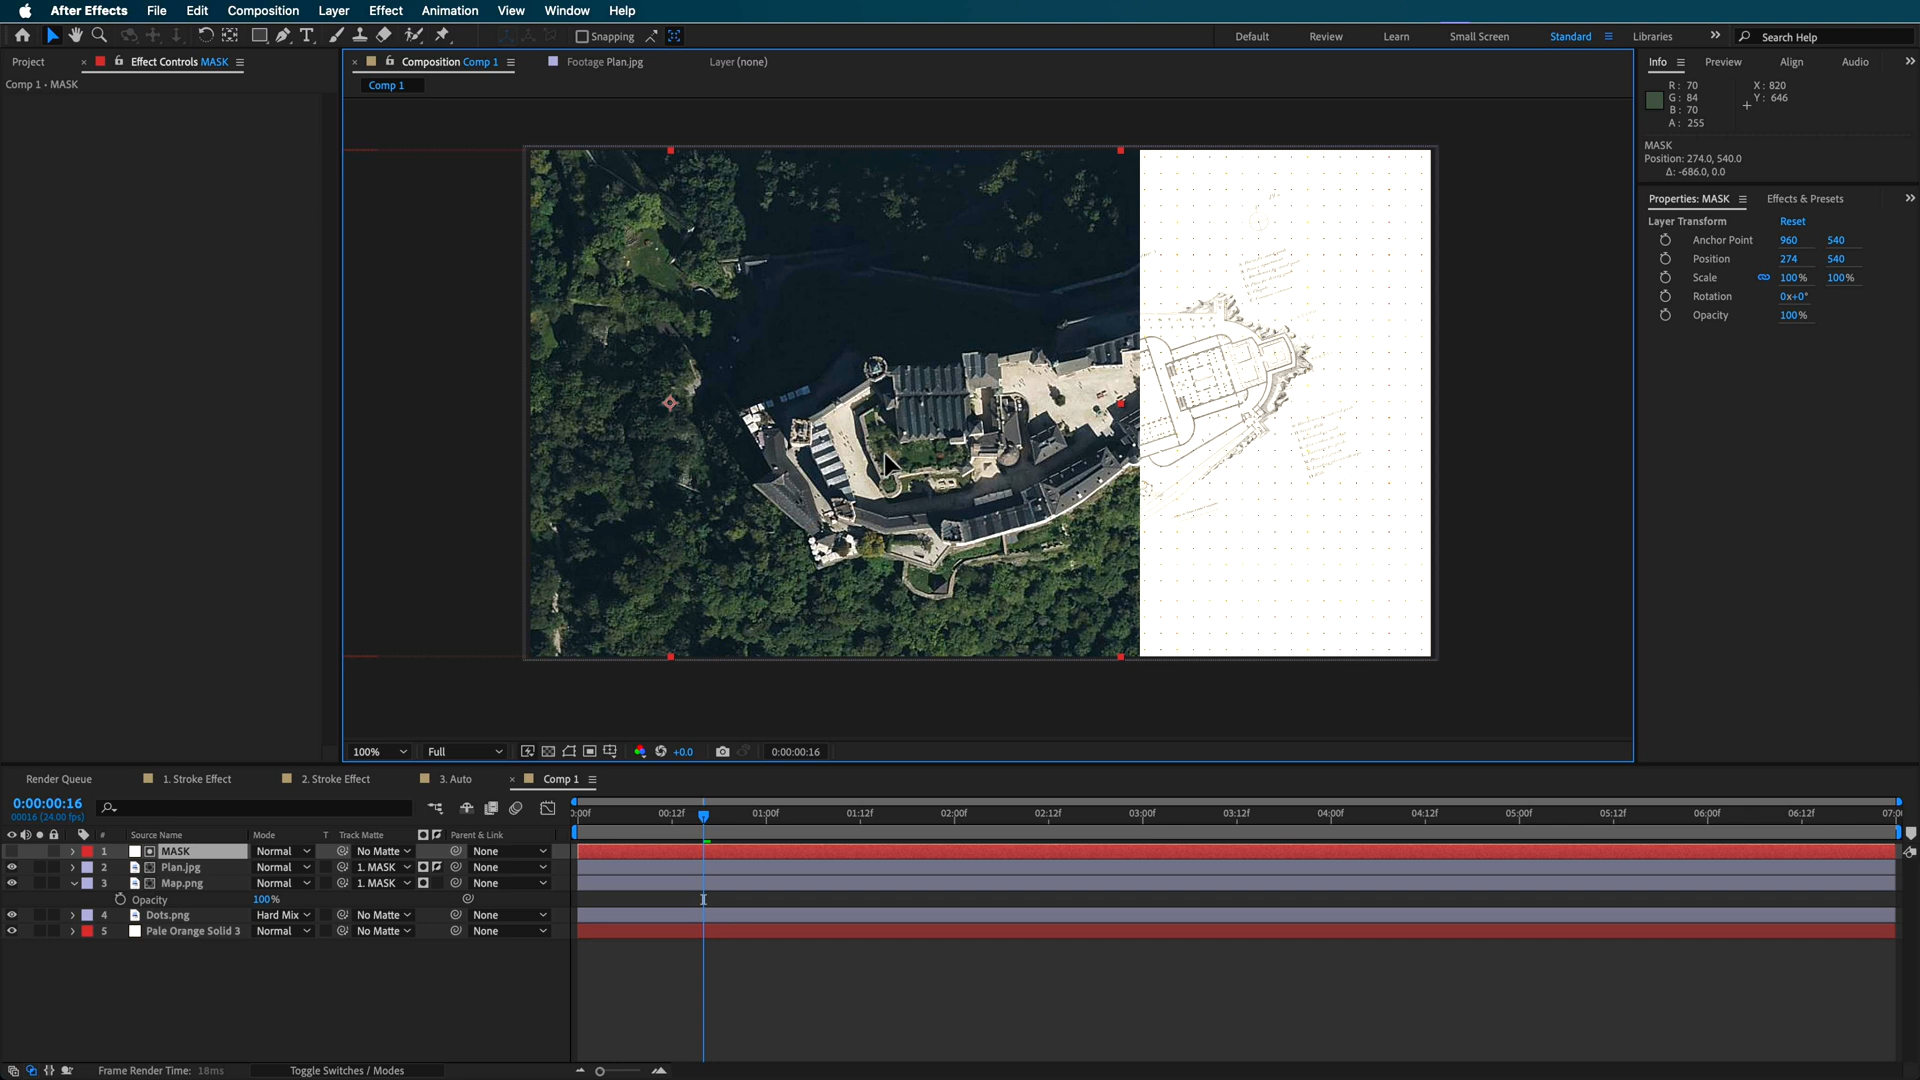 After Effects File Edit Composition Layer Effect Animation View Window Help
Snapping
Default Review Learn Small Screen Standard Libraries Search Help
Project Effect Controls MASK
Comp 1 • MASK
Composition Comp 1 Footage Plan.jpg Layer (none)
Comp 1
Info Preview Align Audio
R: 70 X: 820
G: 84 Y: 646
B: 70
A: 255
MASK
Position: 274.0, 540.0
Δ: -686.0, 0.0
Properties: MASK Effects & Presets
Layer Transform Reset
Anchor Point 960 540
Position 274 540
Scale 100% 100%
Rotation 0x+0°
Opacity 100%
100% Full +0.0 0:00:00:16
Render Queue 1. Stroke Effect 2. Stroke Effect 3. Auto Comp 1
0:00:00:16
00016 (24.00 fps)
:00f 00:12f 01:00f 01:12f 02:00f 02:12f 03:00f 03:12f 04:00f 04:12f 05:00f 05:12f 06:00f 06:12f 07:0
# Source Name Mode T Track Matte Parent & Link
1 MASK Normal No Matte None
2 Plan.jpg Normal 1. MASK None
3 Map.png Normal 1. MASK None
Opacity 100%
4 Dots.png Hard Mix No Matte None
5 Pale Orange Solid 3 Normal No Matte None
Frame Render Time: 18ms Toggle Switches / Modes